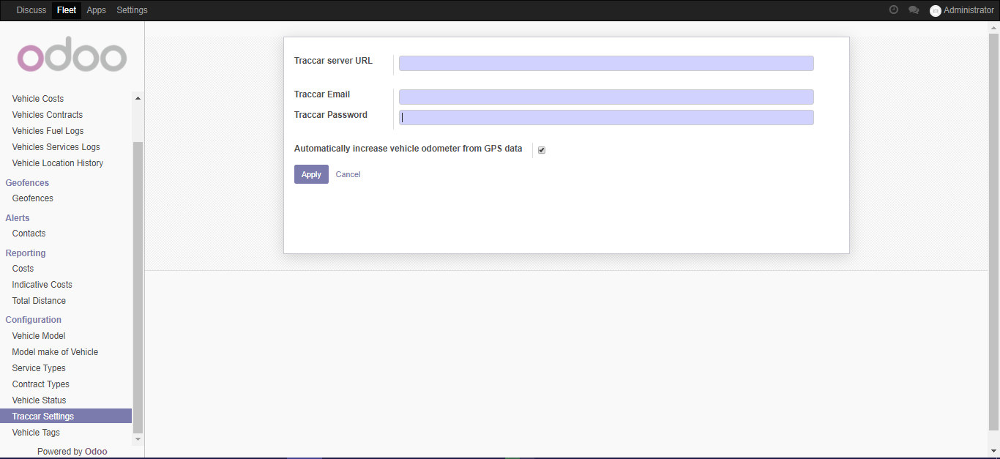 Discuss Fleet Apps Settings Administrator
odoo
Vehicle Costs
Vehicles Contracts
Vehicles Fuel Logs
Vehicles Services Logs
Vehicle Location History
Geofences
Geofences
Alerts
Contacts
Reporting
Costs
Indicative Costs
Total Distance
Configuration
Vehicle Model
Model make of Vehicle
Service Types
Contract Types
Vehicle Status
Traccar Settings
Vehicle Tags
Powered by Odoo
Traccar server URL
Traccar Email
Traccar Password
Automatically increase vehicle odometer from GPS data
Apply Cancel